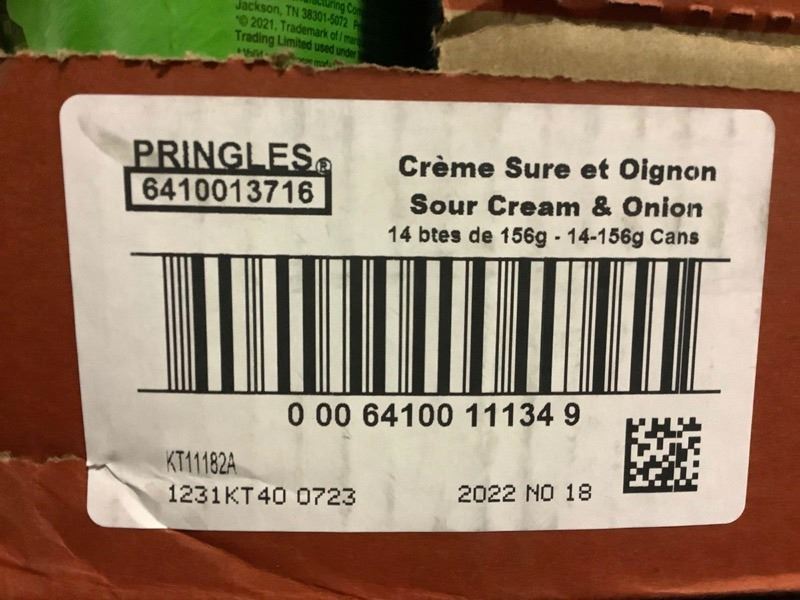 Jackson, TN 38301-5072
©2021, Trademark of
Trading Limited used under
PRINGLES®
6410013716
Crème Sure et Oignon
Sour Cream & Onion
14 btes de 156g - 14-156g Cans
0 00 64100 11134 9
KT11182A
1231KT40 0723
2022 NO 18